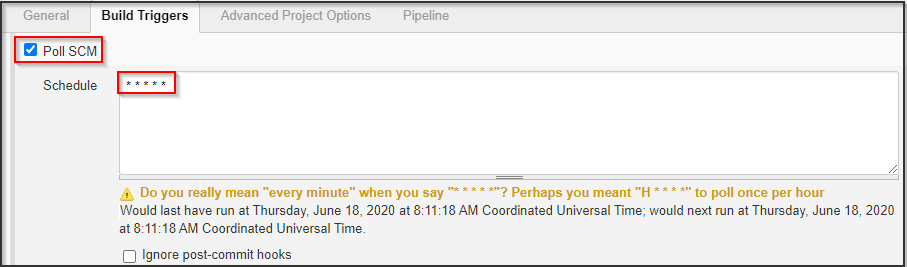 General Build Triggers Advanced Project Options Pipeline
Poll SCM
Schedule * * * * *
Do you really mean "every minute" when you say "* * * * *"? Perhaps you meant "H * * * *" to poll once per hour
Would last have run at Thursday, June 18, 2020 at 8:11:18 AM Coordinated Universal Time; would next run at Thursday, June 18, 2020
at 8:11:18 AM Coordinated Universal Time.
Ignore post-commit hooks